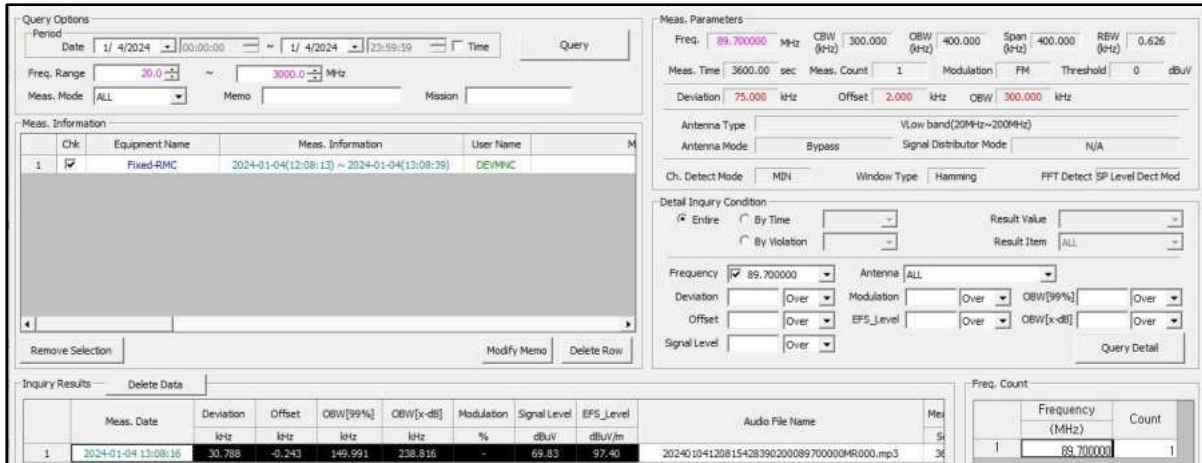 Query Options
Period
Date 1/ 4/2024 00:00:00 ~ 1/ 4/2024 23:59:59 Time Query
Freq. Range 20.0 ~ 3000.0 MHz
Meas. Mode ALL Memo Mission
Meas. Information
Chk Equipment Name Meas. Information User Name M
1 Fixed-RMC 2024-01-04(12:08:13) ~ 2024-01-04(13:08:39) DEVMNC
Remove Selection Modify Memo Delete Row
Meas. Parameters
Freq. 89.700000 MHz CBW (kHz) 300.000 OBW (kHz) 400.000 Span (kHz) 400.000 RBW (kHz) 0.626
Meas. Time 3600.00 sec Meas. Count 1 Modulation FM Threshold 0 dBuV
Deviation 75.000 kHz Offset 2.000 kHz OBW 300.000 kHz
Antenna Type VLow band(20MHz~200MHz)
Antenna Mode Bypass Signal Distributor Mode N/A
Ch. Detect Mode MIN Window Type Hamming FFT Detect SP Level Dect Mod
Detail Inquiry Condition
Entire By Time Result Value
By Violation Result Item ALL
Frequency 89.700000 Antenna ALL
Deviation Over Modulation Over OBW[99%] Over
Offset Over EFS_Level Over OBW[x-dB] Over
Signal Level Over Query Detail
Inquiry Results Delete Data
Meas. Date Deviation Offset OBW[99%] OBW[x-dB] Modulation Signal Level EFS_Level Audio File Name Mea
kHz kHz kHz kHz % dBuV dBuV/m S
1 2024-01-04 13:08:16 30.788 -0.243 149.991 238.816 - 69.83 97.40 20240104120815428390200089700000MR000.mp3 36
Freq. Count
Frequency (MHz) Count
1 89.700000 1